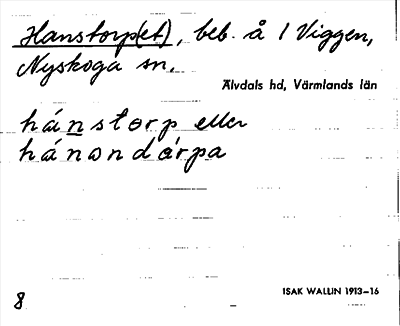 Hanstorp(et), beb. å 1 Viggen,
Nyskoga sn.
Älvdals hd, Värmlands län
hánstorp eller
hánondárpa
ISAK WALLIN 1913–16
8